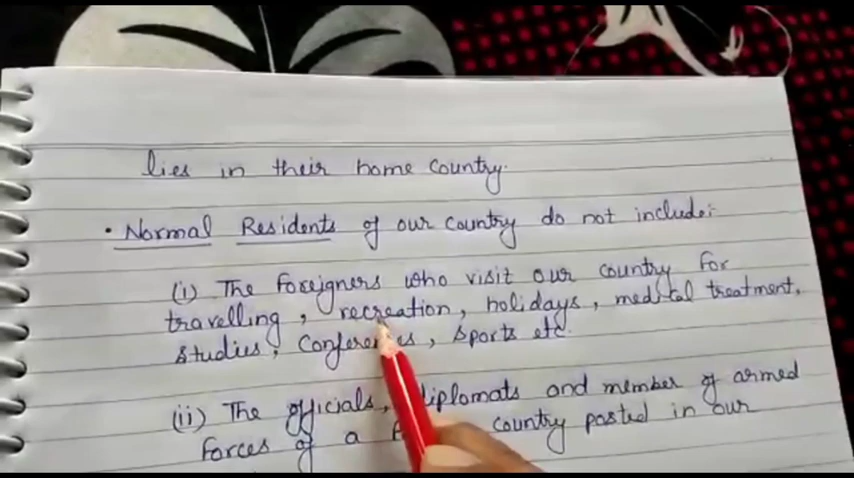 lies in their home country.
• Normal Residents of our country do not include:
(i) The foreigners who visit our country for
travelling, recreation, holidays, medical treatment,
studies, conferences, sports etc.
(ii) The officials, diplomats and member of armed
forces of a country posted in our